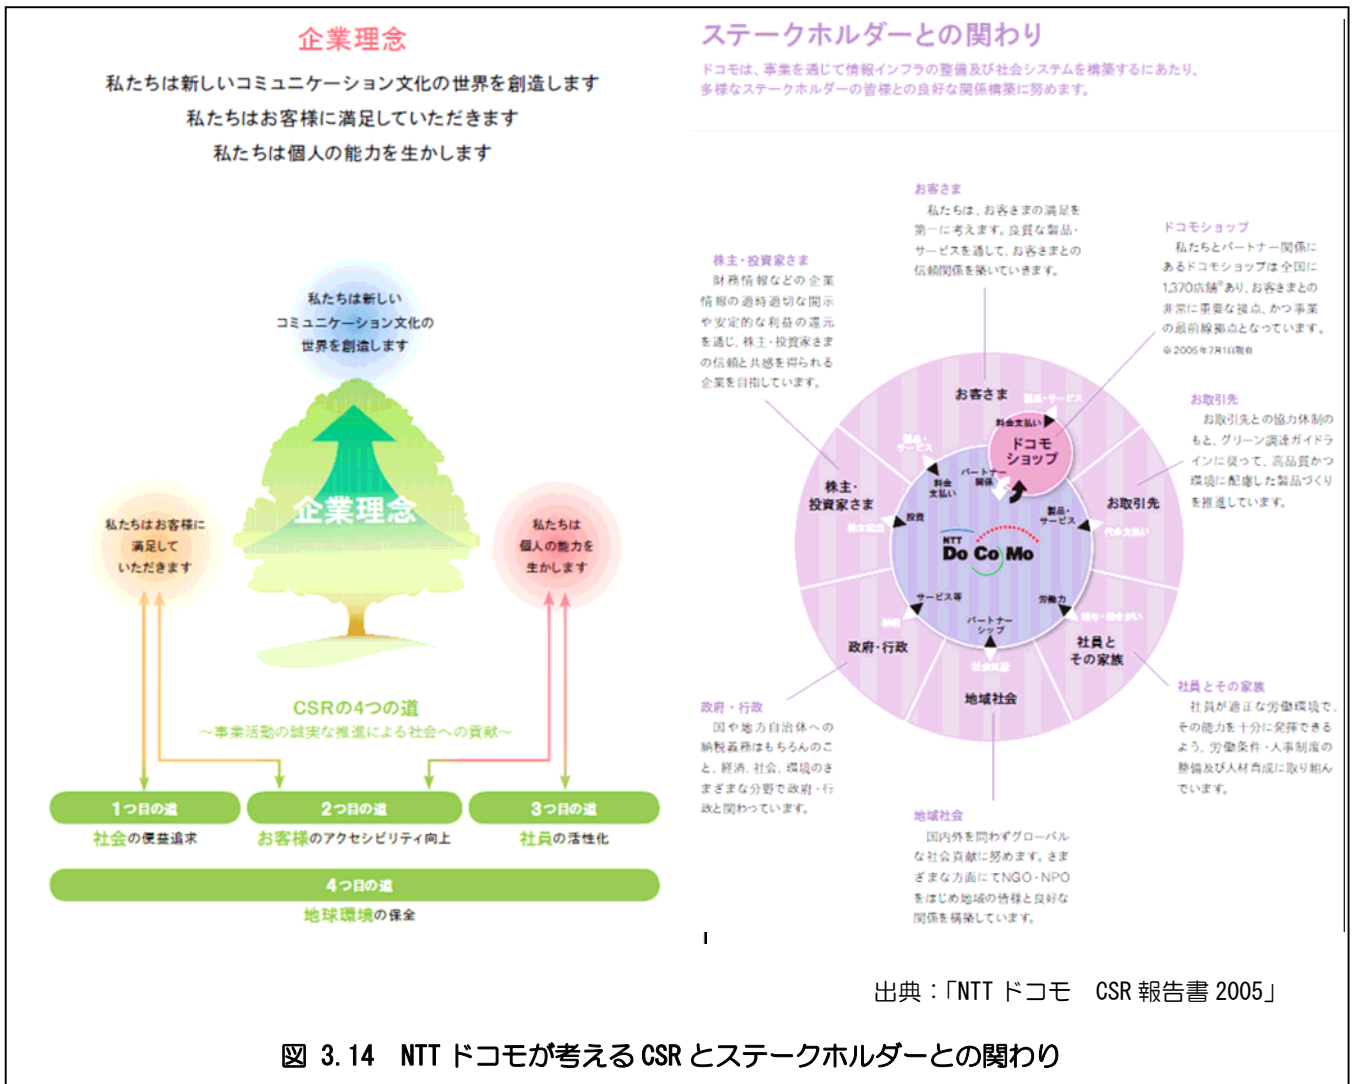 企業理念
私たちは新しいコミュニケーション文化の世界を創造します
私たちはお客様に満足していただきます
私たちは個人の能力を生かします
私たちは新しい
コミュニケーション文化の
世界を創造します
企業理念
私たちはお客様に
満足して
いただきます
私たちは
個人の能力を
生かします
CSRの4つの道
～事業活動の誠実な推進による社会への貢献～
1つ目の道
社会の便益追求
2つ目の道
お客様のアクセシビリティ向上
3つ目の道
社員の活性化
4つ目の道
地球環境の保全
ステークホルダーとの関わり
ドコモは、事業を通じて情報インフラの整備及び社会システムを構築するにあたり、
多様なステークホルダーの皆様との良好な関係構築に努めます。
お客さま
私たちは、お客さまの満足を
第一に考えます。良質な製品・
サービスを通して、お客さまとの
信頼関係を築いていきます。
ドコモショップ
私たちとパートナー関係に
あるドコモショップは全国に
1,370店舗※あり、お客さまとの
非常に重要な接点、かつ事業
の最前線拠点となっています。
※2005年7月1日現在
株主・投資家さま
財務情報などの企業
情報の適時適切な開示
や安定的な利益の還元
を通じ、株主・投資家さま
の信頼と共感を得られる
企業を目指しています。
お取引先
お取引先との協力体制の
もと、グリーン調達ガイドラ
インに従って、高品質かつ
環境に配慮した製品づくり
を推進しています。
お客さま
製品・サービス
料金支払い
ドコモ
ショップ
パートナー
関係
製品・
サービス
料金
支払い
株主・
投資家さま
投資
株主配当
お取引先
製品・
サービス
代金支払い
NTT
DoCoMo
サービス等
納税
政府・行政
パートナー
シップ
社会貢献
地域社会
労働力
給与・働きがい
社員と
その家族
政府・行政
国や地方自治体への
納税義務はもちろんのこ
と、経済、社会、環境のさ
まざまな分野で政府・行
政と関わっています。
社員とその家族
社員が適正な労働環境で、
その能力を十分に発揮できる
よう、労働条件・人事制度の
整備及び人材育成に取り組ん
でいます。
地域社会
国内外を問わずグローバル
な社会貢献に努めます。さま
ざまな方面にてNGO・NPO
をはじめ地域の皆様と良好な
関係を構築しています。
出典：「NTTドコモ　CSR報告書2005」
図 3.14　NTTドコモが考えるCSRとステークホルダーとの関わり